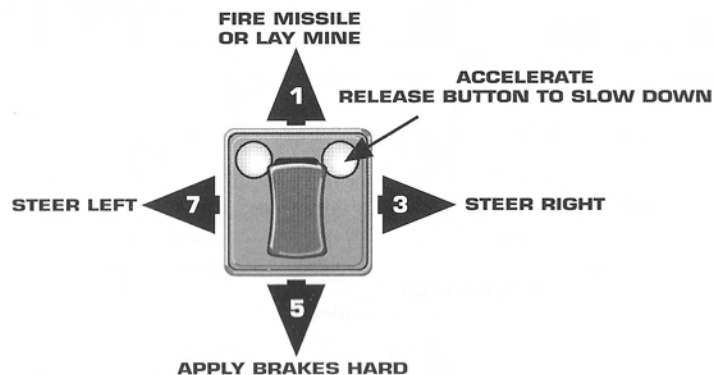 FIRE MISSILE
OR LAY MINE
ACCELERATE
RELEASE BUTTON TO SLOW DOWN
1
STEER LEFT
7
3
STEER RIGHT
5
APPLY BRAKES HARD